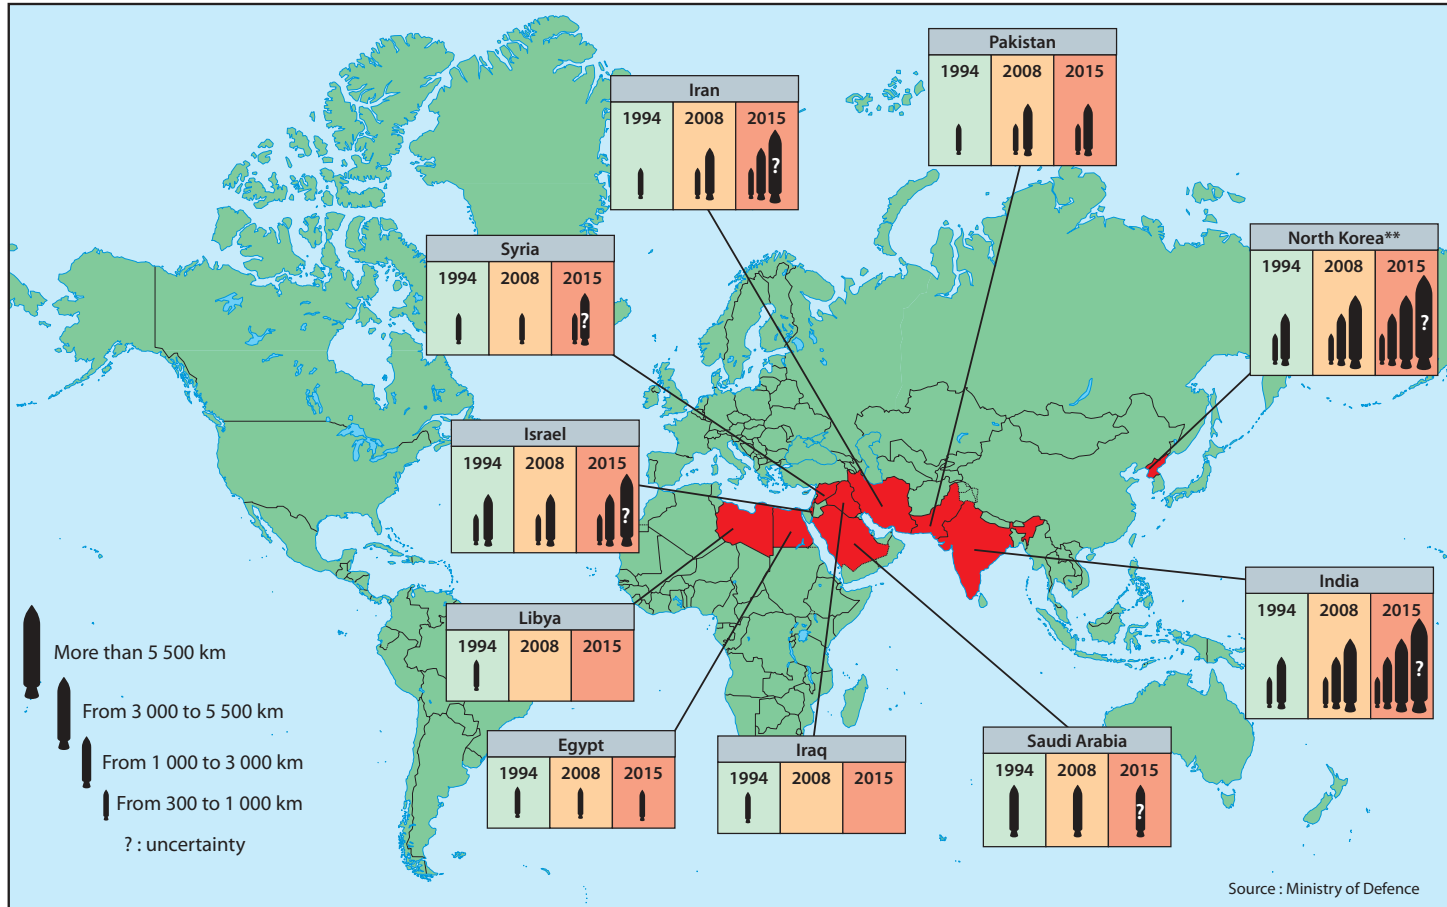 Pakistan
1994 2008 2015
Iran
1994 2008 2015
?
North Korea**
1994 2008 2015
?
Syria
1994 2008 2015
?
Israel
1994 2008 2015
?
India
1994 2008 2015
?
Libya
1994 2008 2015
Egypt
1994 2008 2015
Iraq
1994 2008 2015
Saudi Arabia
1994 2008 2015
?
More than 5 500 km
From 3 000 to 5 500 km
From 1 000 to 3 000 km
From 300 to 1 000 km
? : uncertainty
Source : Ministry of Defence